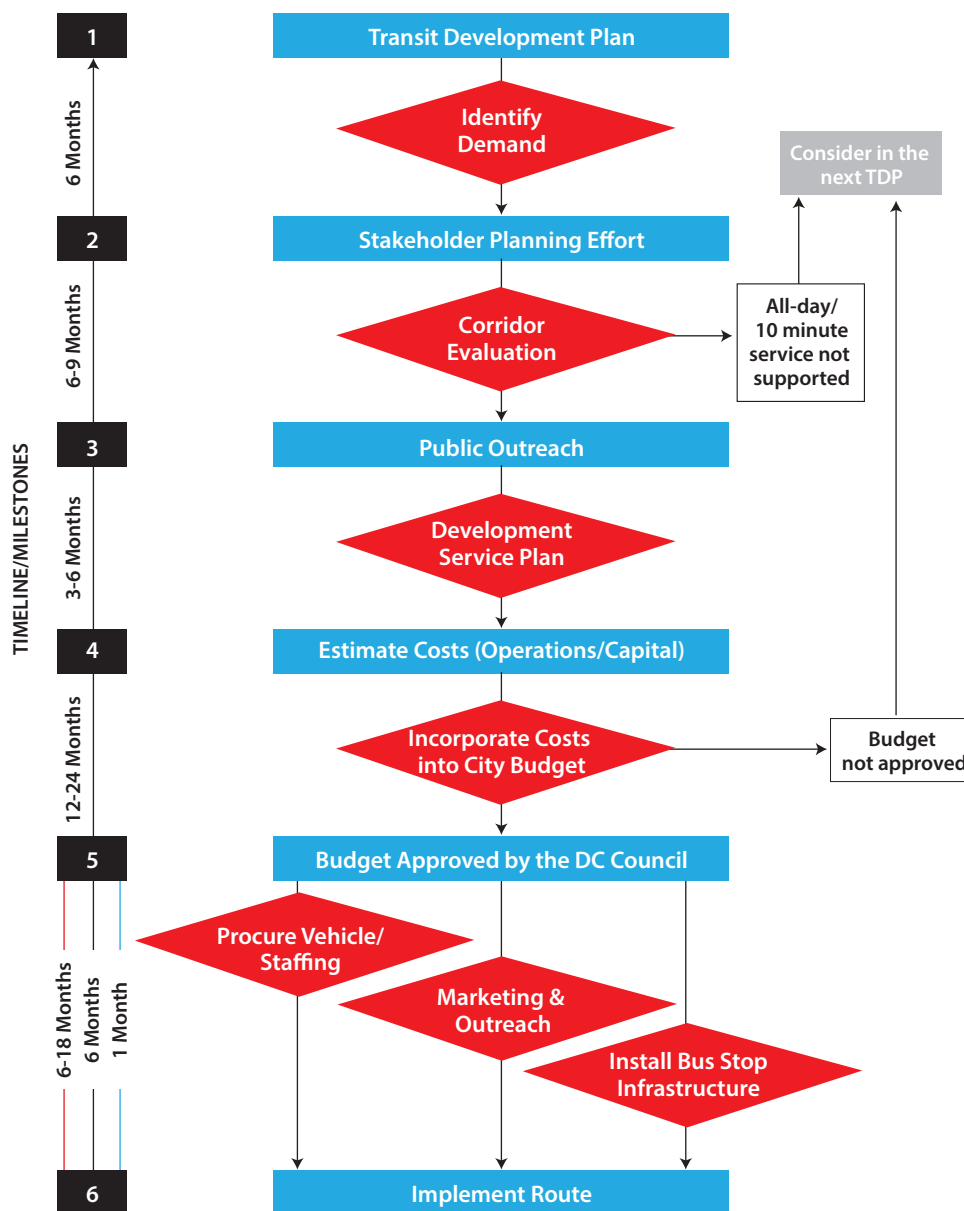 1
Transit Development Plan
Identify
Demand
6 Months
Consider in the
next TDP
2
Stakeholder Planning Effort
Corridor
Evaluation
All-day/
10 minute
service not
supported
6-9 Months
3
Public Outreach
Development
Service Plan
3-6 Months
TIMELINE/MILESTONES
4
Estimate Costs (Operations/Capital)
Incorporate Costs
into City Budget
Budget
not approved
12-24 Months
5
Budget Approved by the DC Council
Procure Vehicle/
Staffing
Marketing &
Outreach
Install Bus Stop
Infrastructure
6-18 Months
6 Months
1 Month
6
Implement Route